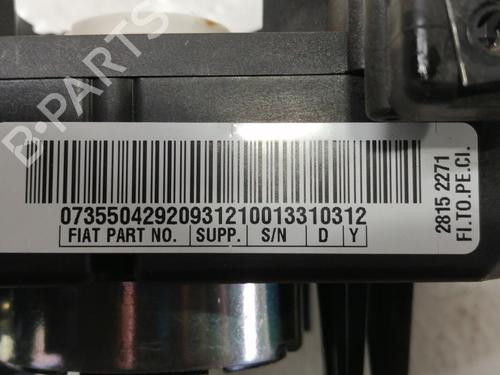 B-PARTS
07355042920931210013310312
FIAT PART NO. SUPP. S/N D Y
2815 2271
FI.TO.PE.CI.